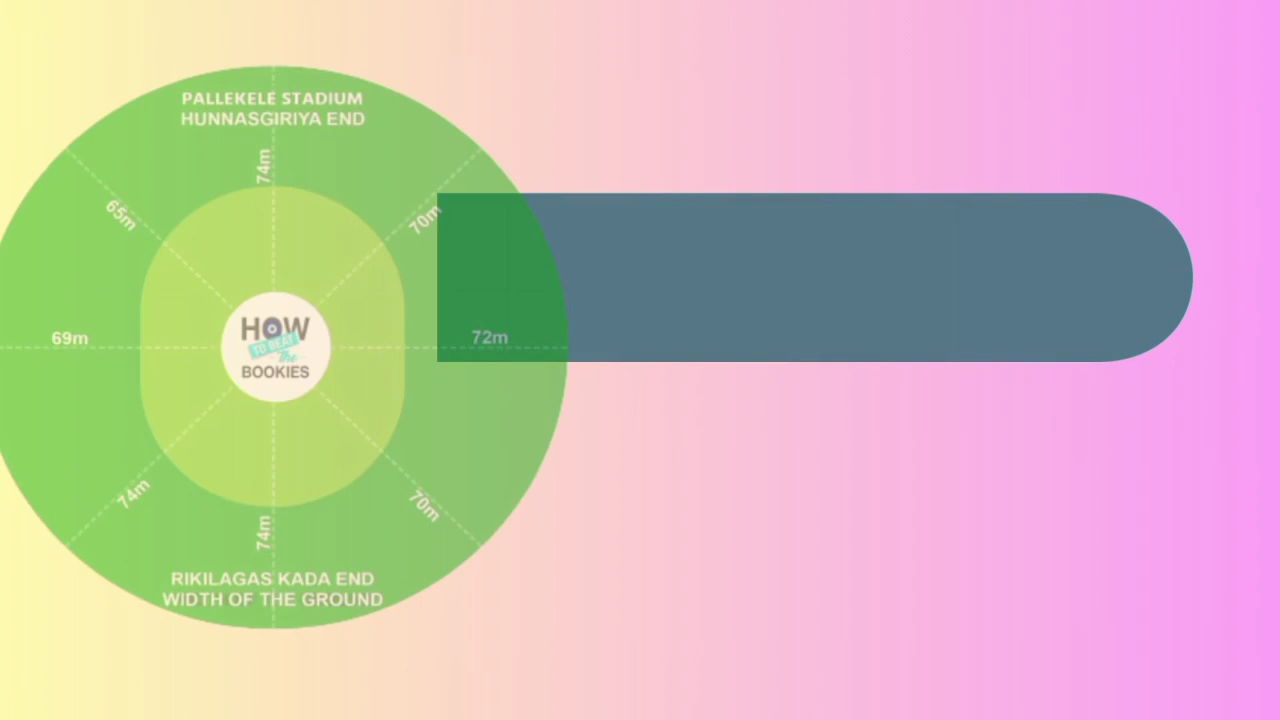 PALLEKELE STADIUM
HUNNASGIRIYA END
74m
65m
70m
69m
72m
HOW
TO BEAT
the
BOOKIES
74m
70m
74m
RIKILAGAS KADA END
WIDTH OF THE GROUND